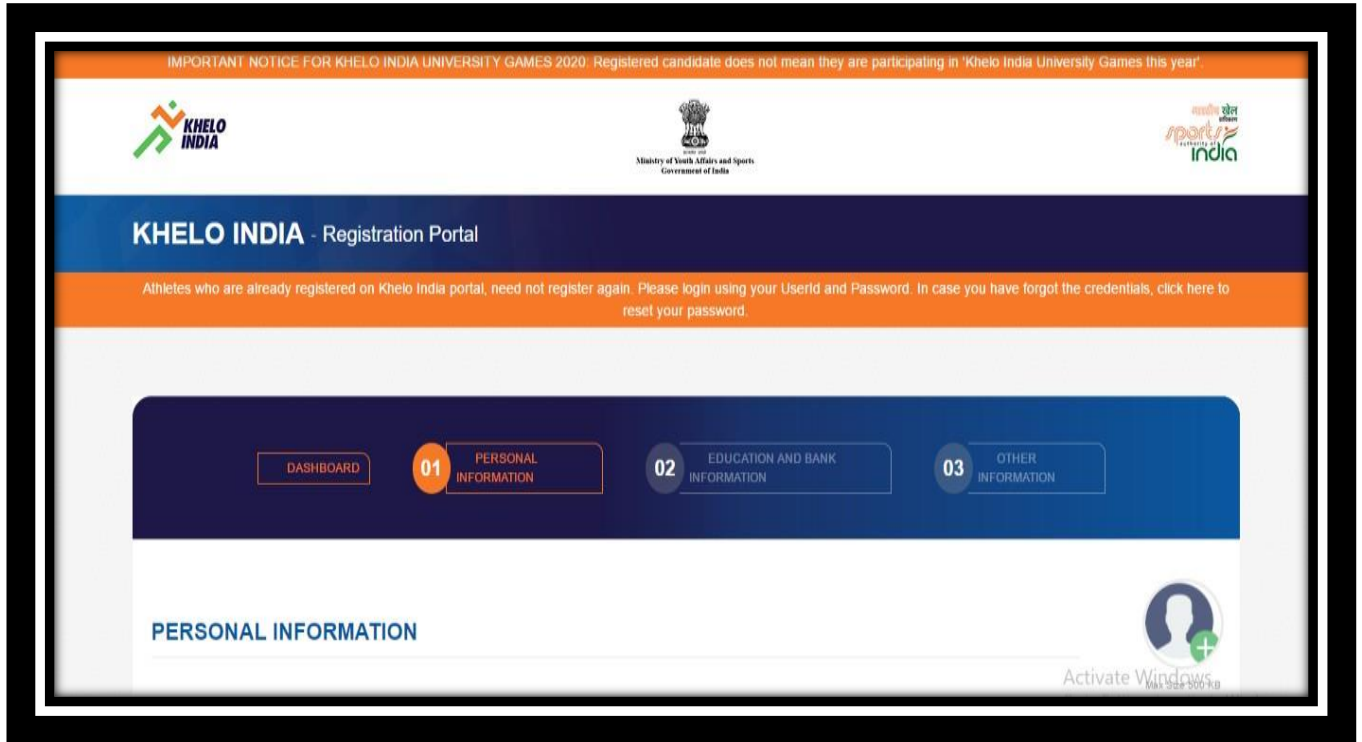 IMPORTANT NOTICE FOR KHELO INDIA UNIVERSITY GAMES 2020: Registered candidate does not mean they are participating in 'Khelo India University Games this year'.
KHELO
INDIA
Ministry of Youth Affairs and Sports
Government of India
खेल
sports
authority of
india
KHELO INDIA - Registration Portal
Athletes who are already registered on Khelo India portal, need not register again. Please login using your UserId and Password. In case you have forgot the credentials, click here to
reset your password.
DASHBOARD
01
PERSONAL
INFORMATION
02
EDUCATION AND BANK
INFORMATION
03
OTHER
INFORMATION
PERSONAL INFORMATION
Activate Windows
Max Size 500 KB